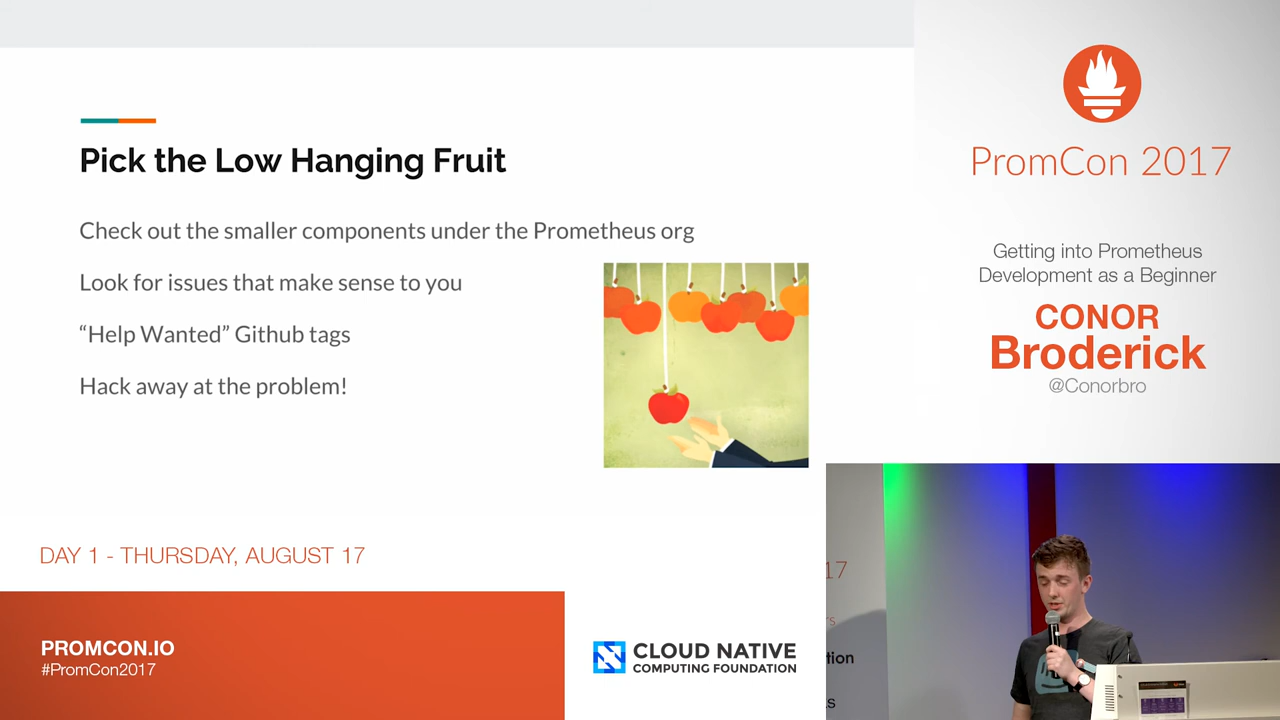 Pick the Low Hanging Fruit
Check out the smaller components under the Prometheus org
Look for issues that make sense to you
“Help Wanted” Github tags
Hack away at the problem!
DAY 1 - THURSDAY, AUGUST 17
PROMCON.IO
#PromCon2017
CLOUD NATIVE
COMPUTING FOUNDATION
PromCon 2017
Getting into Prometheus
Development as a Beginner
CONOR
Broderick
@Conorbro
17